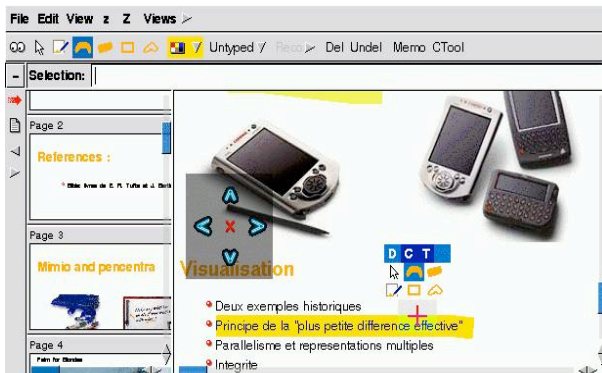 File Edit View z Z Views
Untyped Reco Del Undel Memo CTool
Selection:
Page 2
References :
Page 3
Mimio and pencentra
Page 4
Visualisation
D C T
Deux exemples historiques
Principe de la "plus petite difference effective"
Parallelisme et representations multiples
Integrite